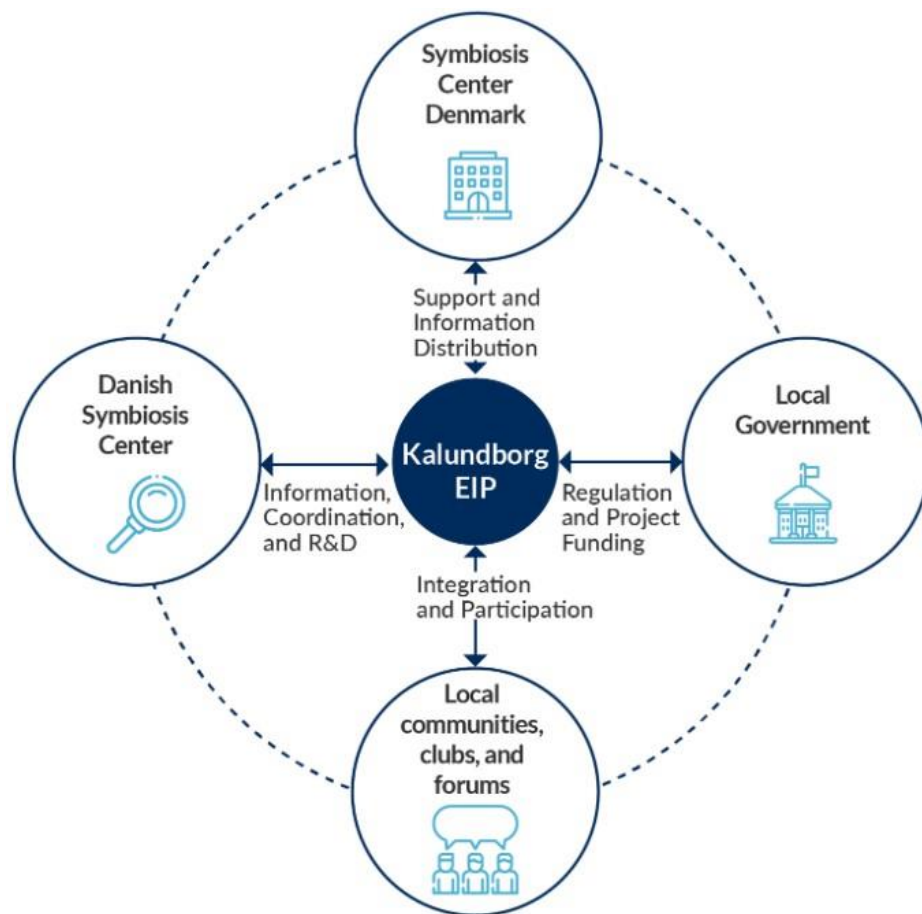 Symbiosis
Center
Denmark
Support and
Information
Distribution
Danish
Symbiosis
Center
Information,
Coordination,
and R&D
Kalundborg
EIP
Regulation
and Project
Funding
Local
Government
Integration
and Participation
Local
communities,
clubs, and
forums